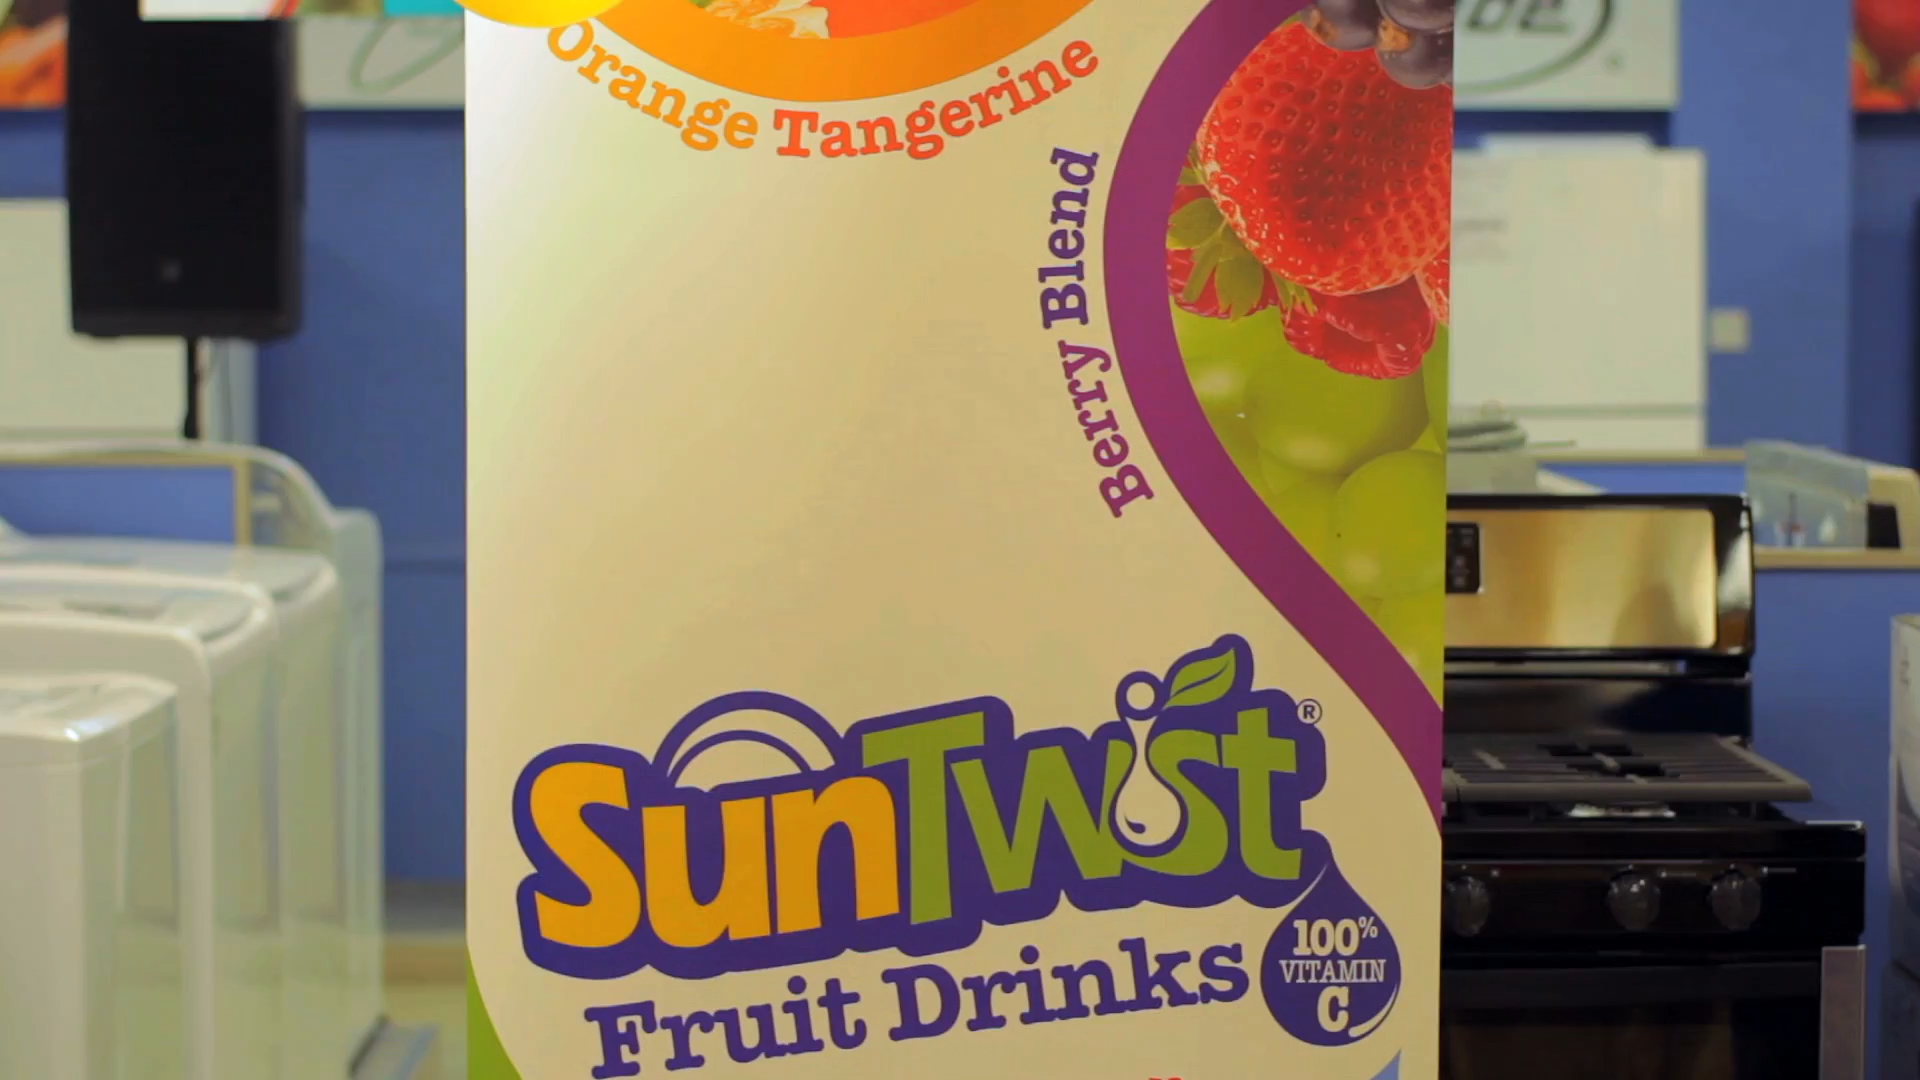 Orange Tangerine
Berry Blend
SunTwist®
Fruit Drinks
100%
VITAMIN
C